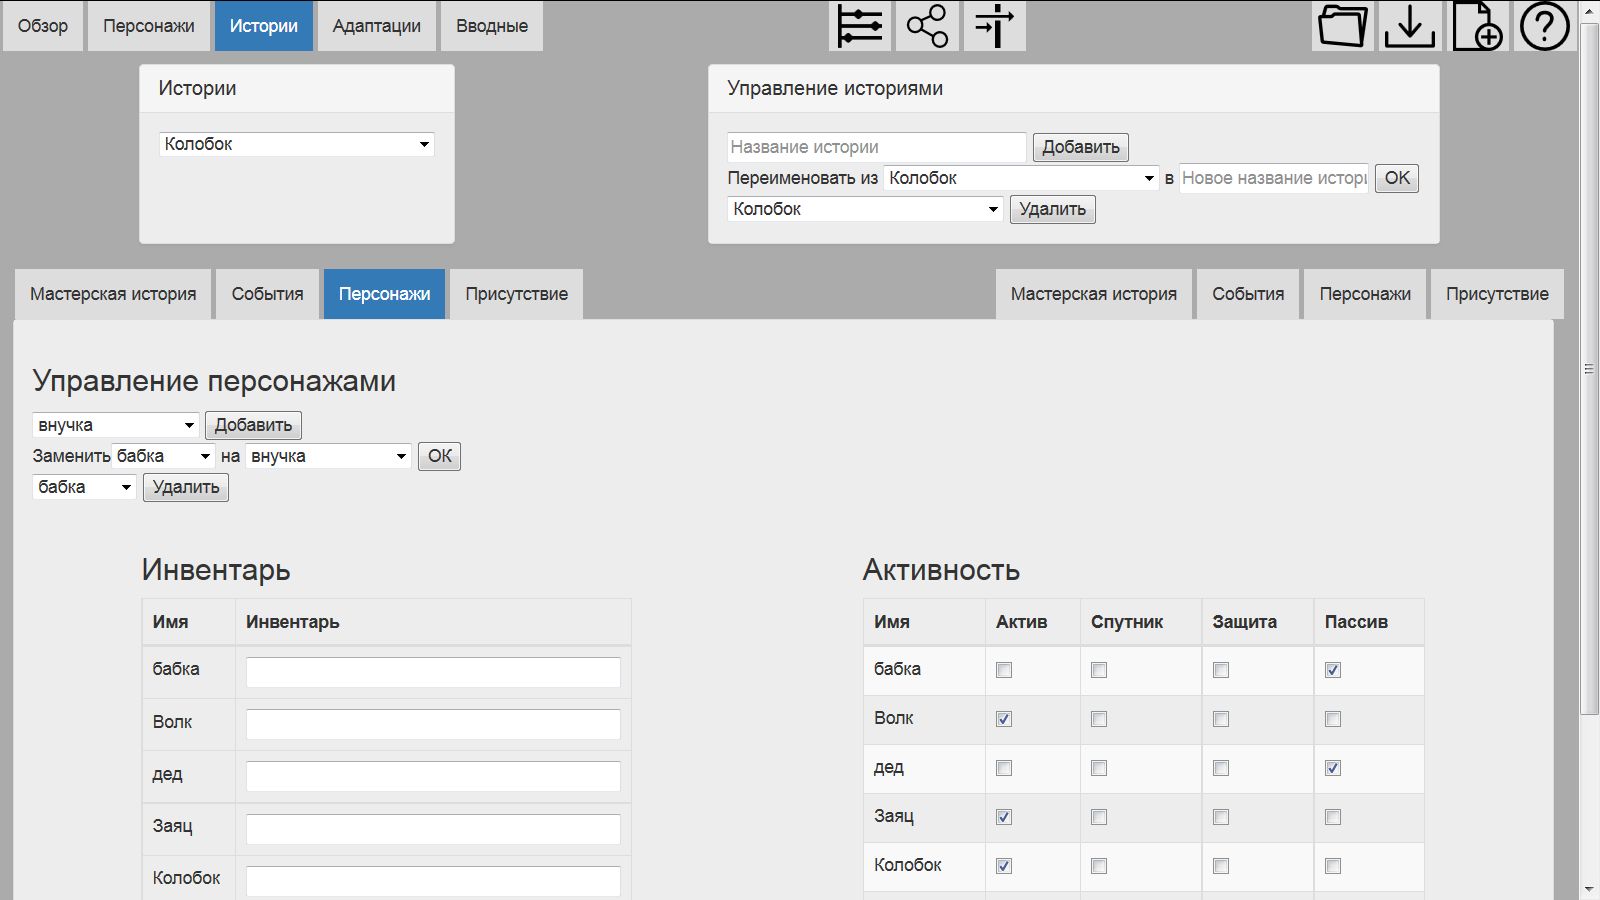 Обзор Персонажи Истории Адаптации Вводные
Истории
Колобок
Управление историями
Название истории Добавить
Переименовать из Колобок в Новое название истори OK
Колобок Удалить
Мастерская история События Персонажи Присутствие Мастерская история События Персонажи Присутствие
Управление персонажами
внучка Добавить
Заменить бабка на внучка ОК
бабка Удалить
Инвентарь
Имя Инвентарь
бабка
Волк
дед
Заяц
Колобок
Активность
Имя Актив Спутник Защита Пассив
бабка
Волк
дед
Заяц
Колобок